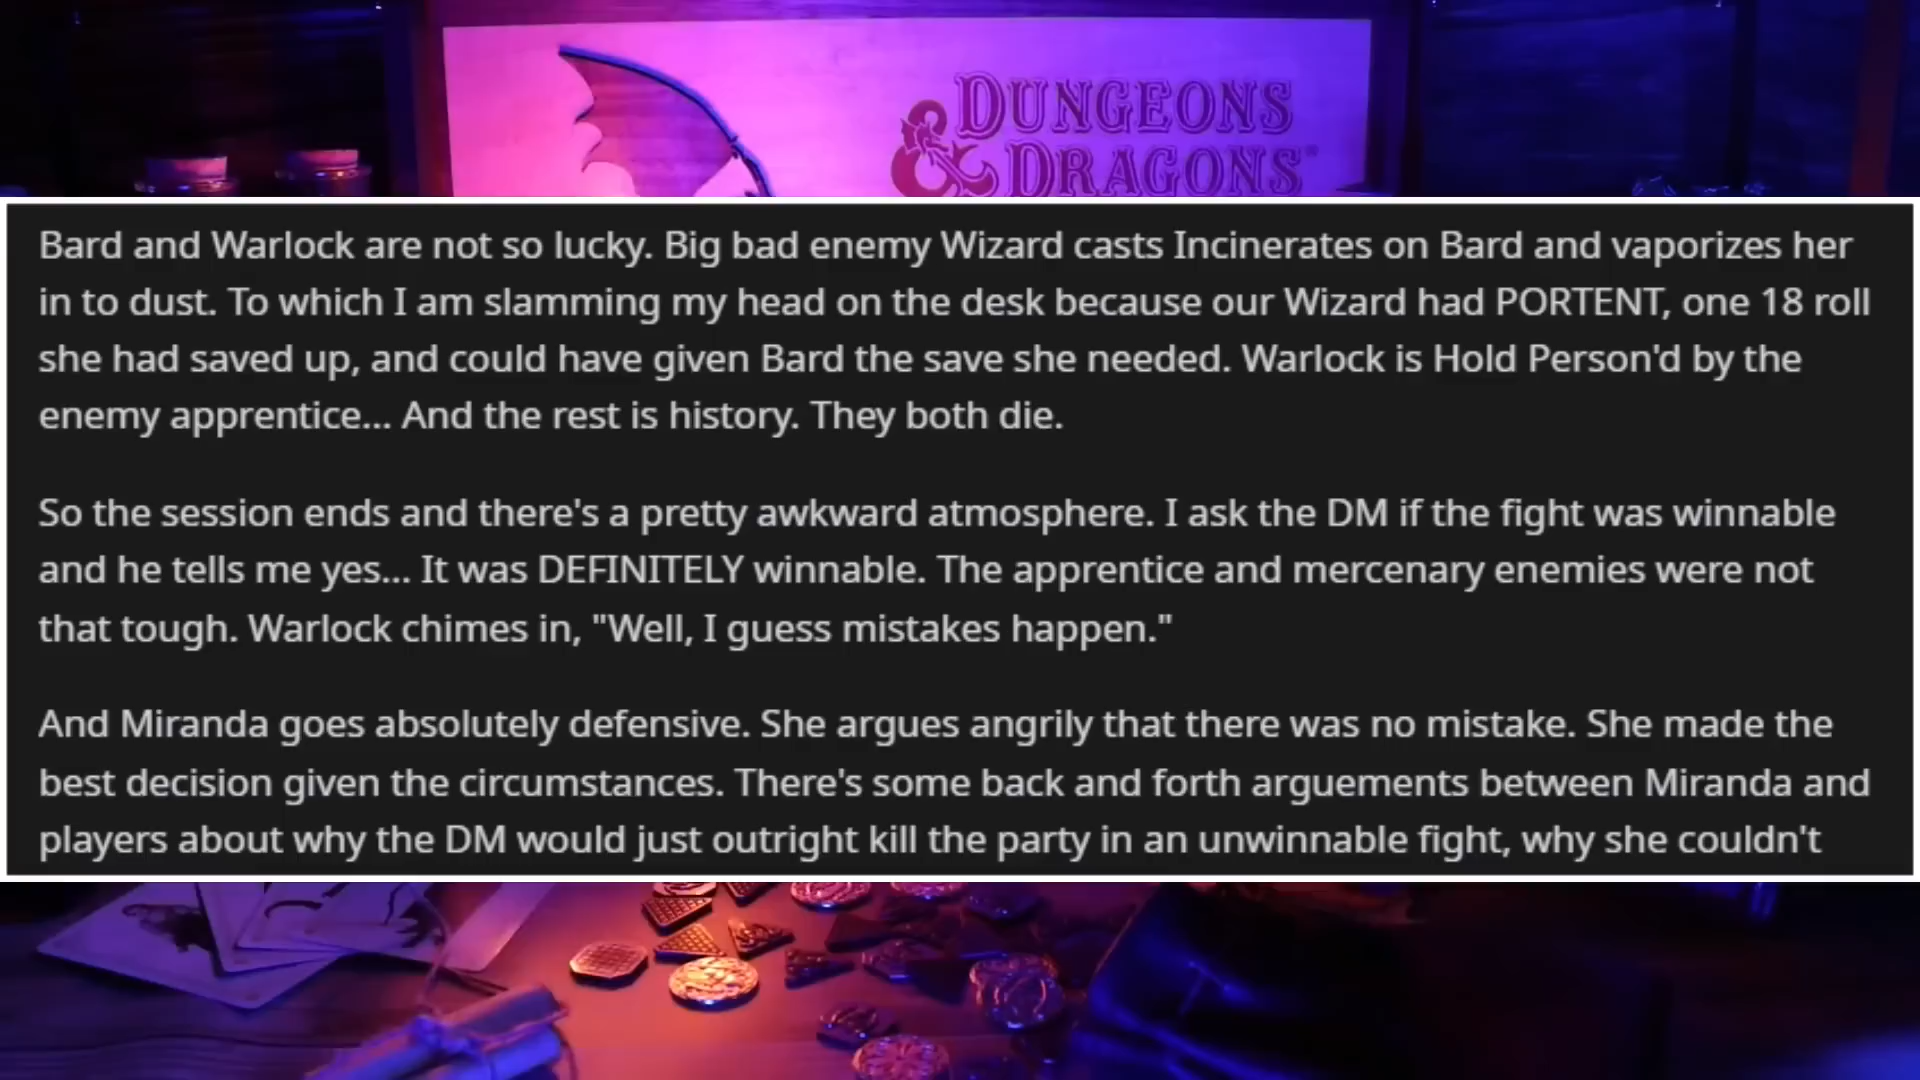 DUNGEONS
& DRAGONS
Bard and Warlock are not so lucky. Big bad enemy Wizard casts Incinerates on Bard and vaporizes her
in to dust. To which I am slamming my head on the desk because our Wizard had PORTENT, one 18 roll
she had saved up, and could have given Bard the save she needed. Warlock is Hold Person'd by the
enemy apprentice... And the rest is history. They both die.
So the session ends and there's a pretty awkward atmosphere. I ask the DM if the fight was winnable
and he tells me yes... It was DEFINITELY winnable. The apprentice and mercenary enemies were not
that tough. Warlock chimes in, "Well, I guess mistakes happen."
And Miranda goes absolutely defensive. She argues angrily that there was no mistake. She made the
best decision given the circumstances. There's some back and forth arguements between Miranda and
players about why the DM would just outright kill the party in an unwinnable fight, why she couldn't